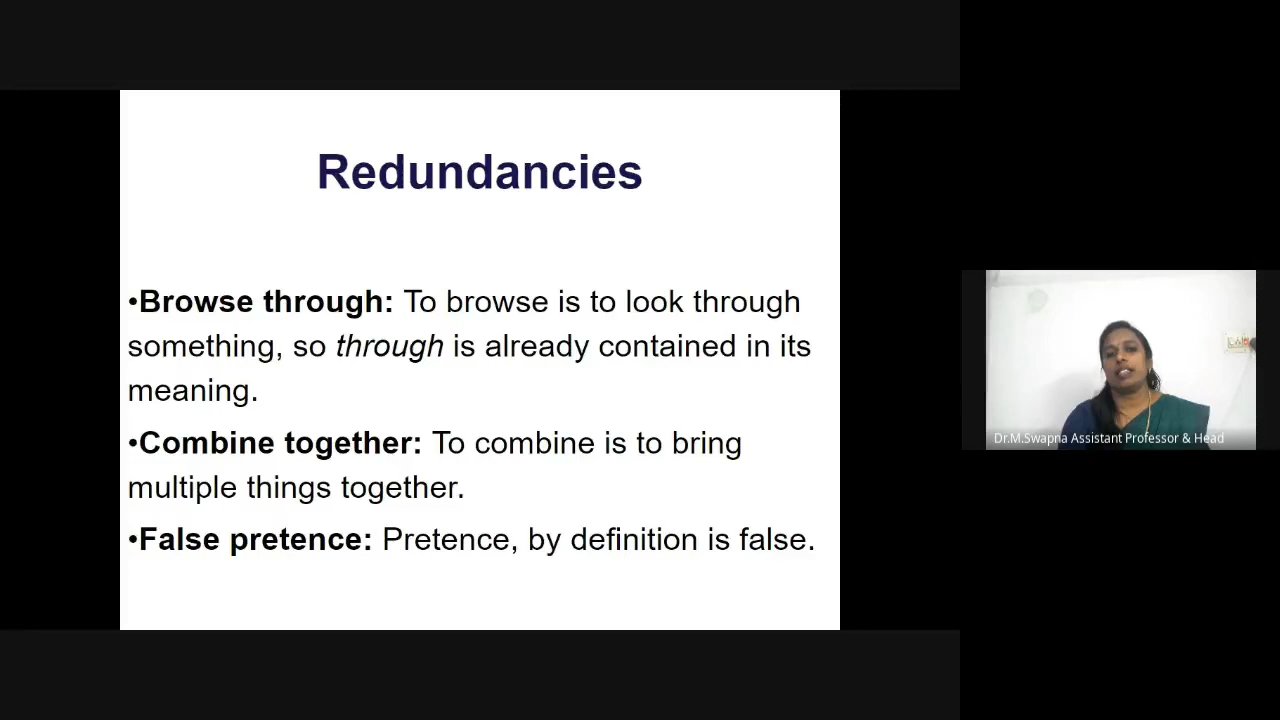 Redundancies
•Browse through: To browse is to look through
something, so through is already contained in its
meaning.
•Combine together: To combine is to bring
multiple things together.
•False pretence: Pretence, by definition is false.
Dr.M.Swapna Assistant Professor & Head